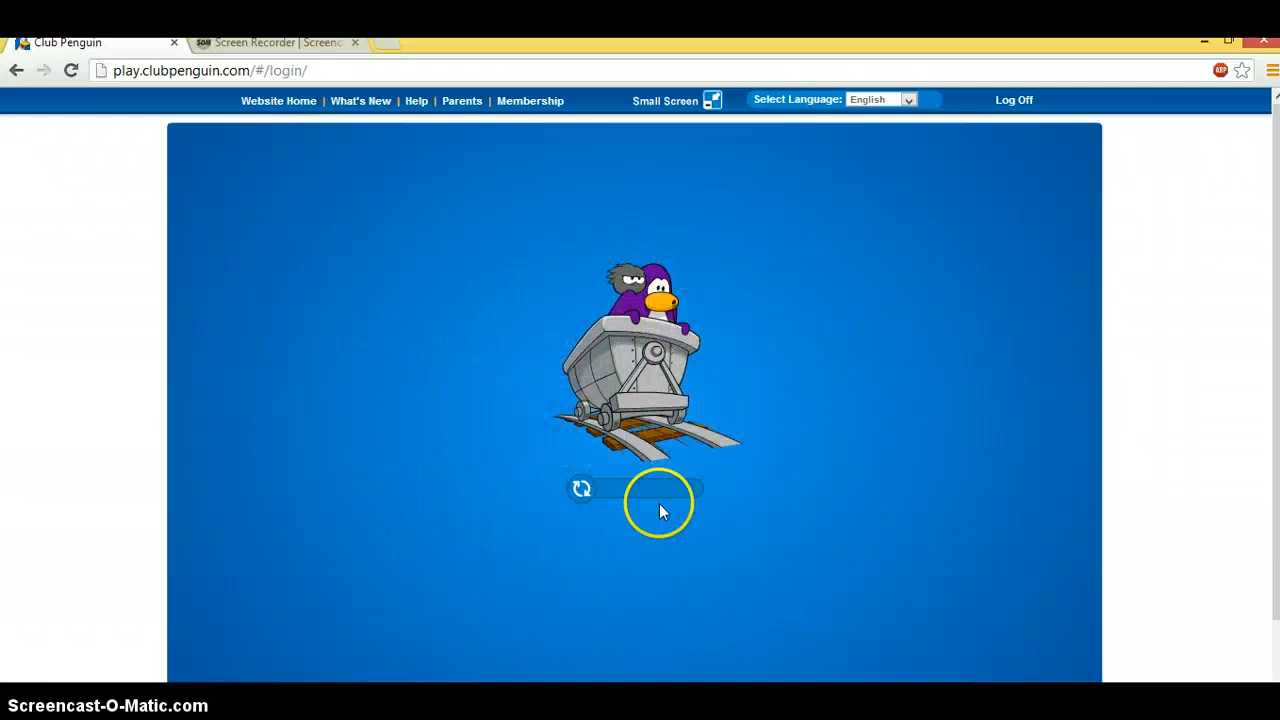 Club Penguin
Screen Recorder | Screenc
play.clubpenguin.com/#/login/
ABP
Website Home | What's New | Help | Parents | Membership
Small Screen
Select Language: English
Log Off
Screencast-O-Matic.com